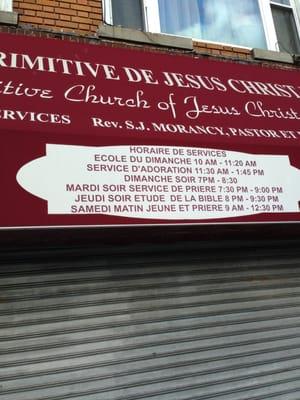 RIMITIVE DE JESUS CHRIST
itive Church of Jesus Christ
SERVICES Rev. S.J. MORANCY, PASTOR ET
HORAIRE DE SERVICES
ECOLE DU DIMANCHE 10 AM - 11:20 AM
SERVICE D'ADORATION 11:30 AM - 1:45 PM
DIMANCHE SOIR 7PM - 8:30
MARDI SOIR SERVICE DE PRIERE 7:30 PM - 9:00 PM
JEUDI SOIR ETUDE DE LA BIBLE 8 PM - 9:30 PM
SAMEDI MATIN JEUNE ET PRIERE 9 AM - 12:30 PM